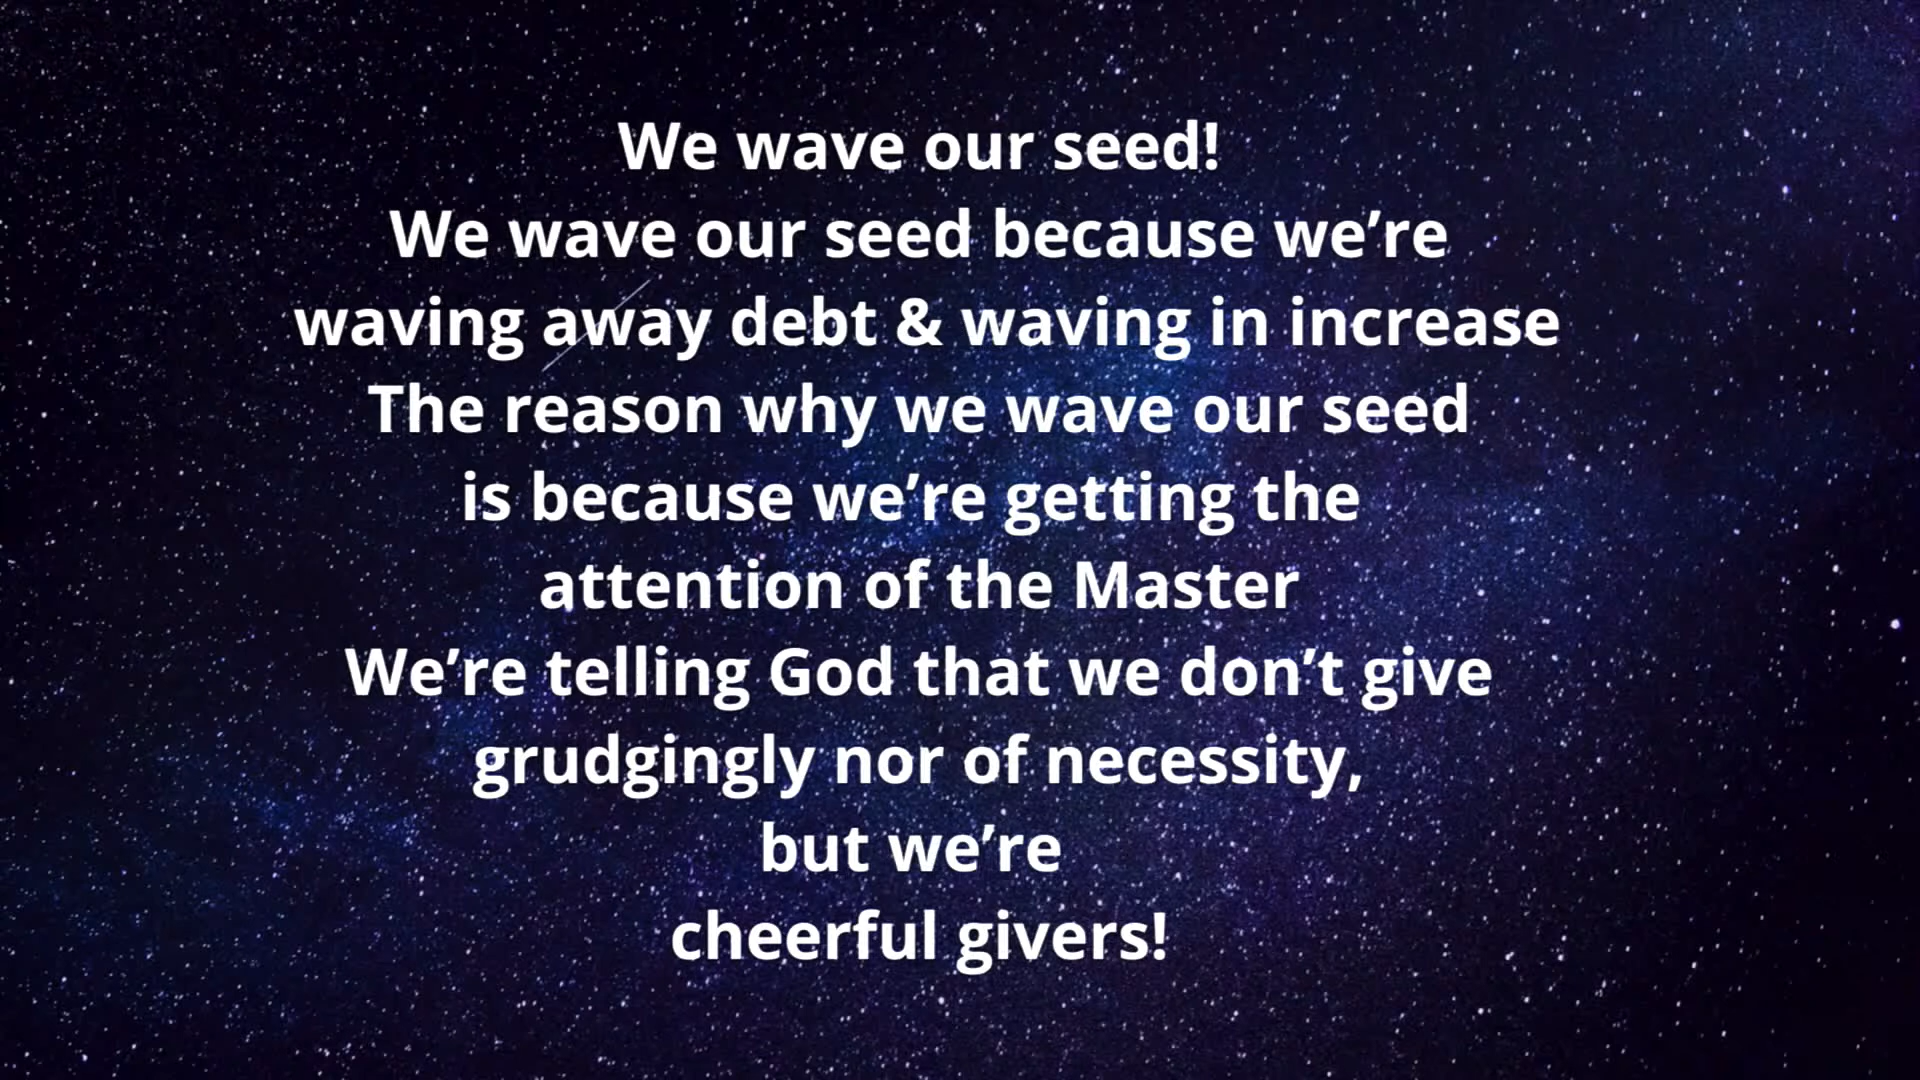 We wave our seed!
We wave our seed because we’re
waving away debt & waving in increase
The reason why we wave our seed
is because we’re getting the
attention of the Master
We’re telling God that we don’t give
grudgingly nor of necessity,
but we’re
cheerful givers!